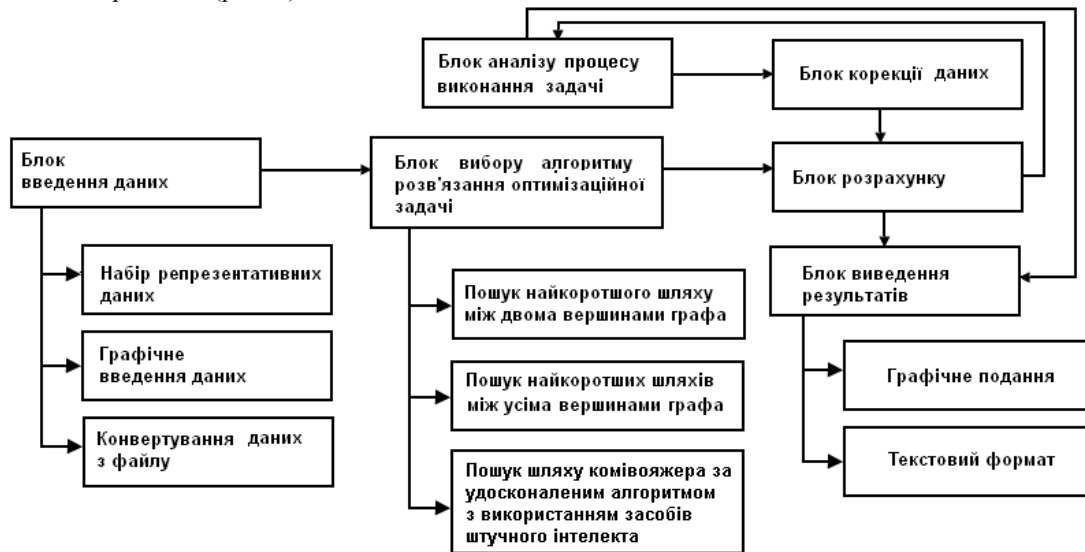 Блок аналізу процесу
виконання задачі
Блок корекції даних
Блок
введення даних
Блок вибору алгоритму
розв'язання оптимізаційної
задачі
Блок розрахунку
Набір репрезентативних
даних
Графічне
введення даних
Конвертування даних
з файлу
Пошук найкоротшого шляху
між двома вершинами графа
Пошук найкоротших шляхів
між усіма вершинами графа
Пошук шляху комівояжера за
удосконаленим алгоритмом
з використанням засобів
штучного інтелекта
Блок виведення
результатів
Графічне подання
Текстовий формат